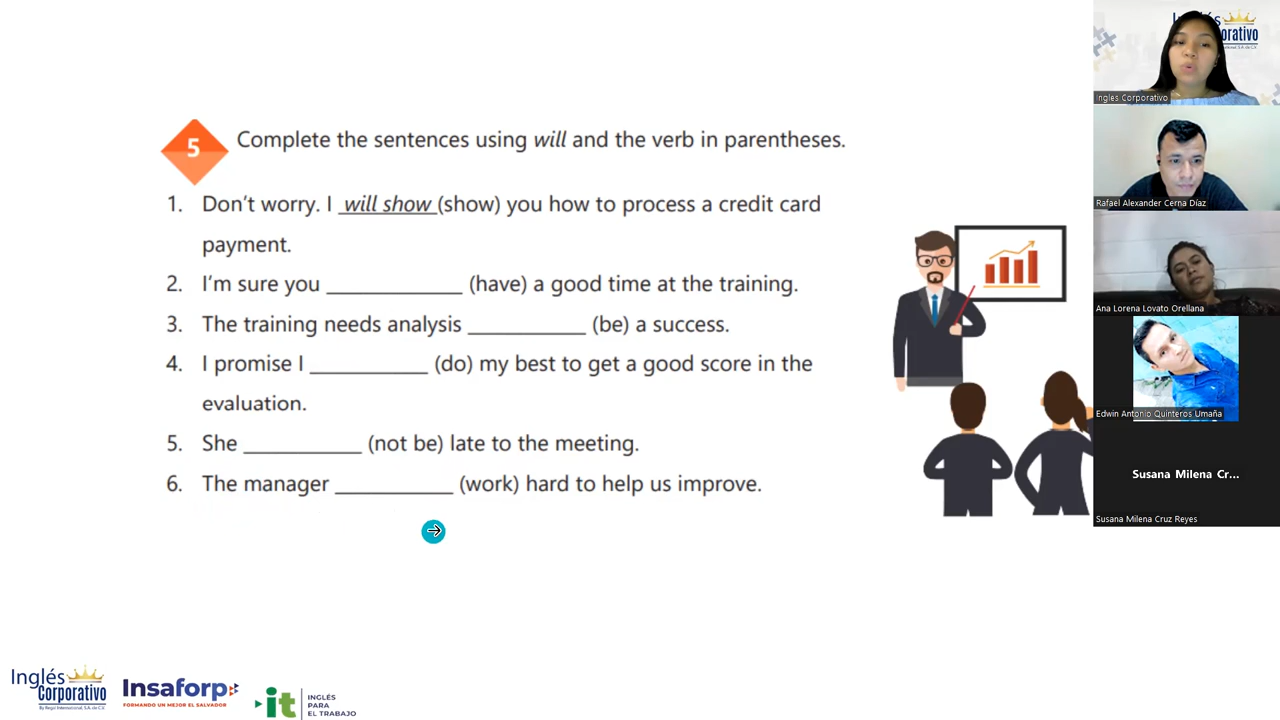 5 Complete the sentences using will and the verb in parentheses.
1. Don't worry. I will show (show) you how to process a credit card
payment.
2. I'm sure you ____________ (have) a good time at the training.
3. The training needs analysis ___________ (be) a success.
4. I promise I ___________ (do) my best to get a good score in the
evaluation.
5. She ___________ (not be) late to the meeting.
6. The manager ___________ (work) hard to help us improve.
Inglés Corporativo
Rafael Alexander Cerna Díaz
Ana Lorena Lovato Orellana
Edwin Antonio Quinteros Umaña
Susana Milena Cr...
Susana Milena Cruz Reyes
Inglés
Corporativo
By Regal International, S.A. de C.V.
Insaforp
FORMANDO UN MEJOR EL SALVADOR
it
INGLÉS
PARA
EL TRABAJO